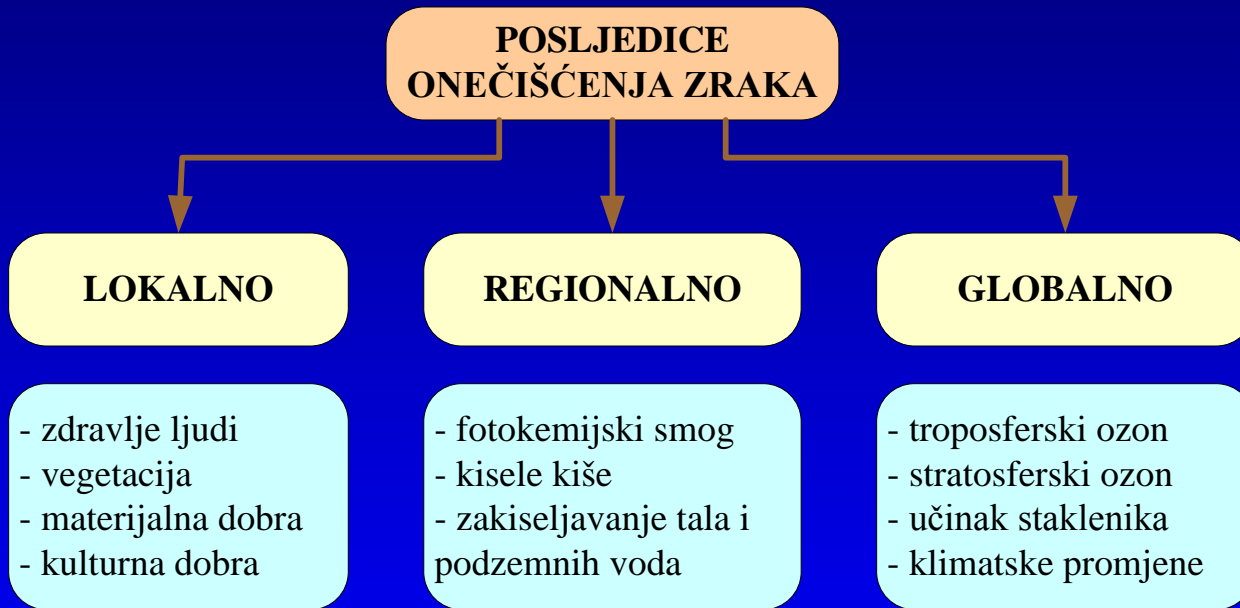 POSLJEDICE
ONEČIŠĆENJA ZRAKA
LOKALNO
- zdravlje ljudi
- vegetacija
- materijalna dobra
- kulturna dobra
REGIONALNO
- fotokemijski smog
- kisele kiše
- zakiseljavanje tala i
podzemnih voda
GLOBALNO
- troposferski ozon
- stratosferski ozon
- učinak staklenika
- klimatske promjene